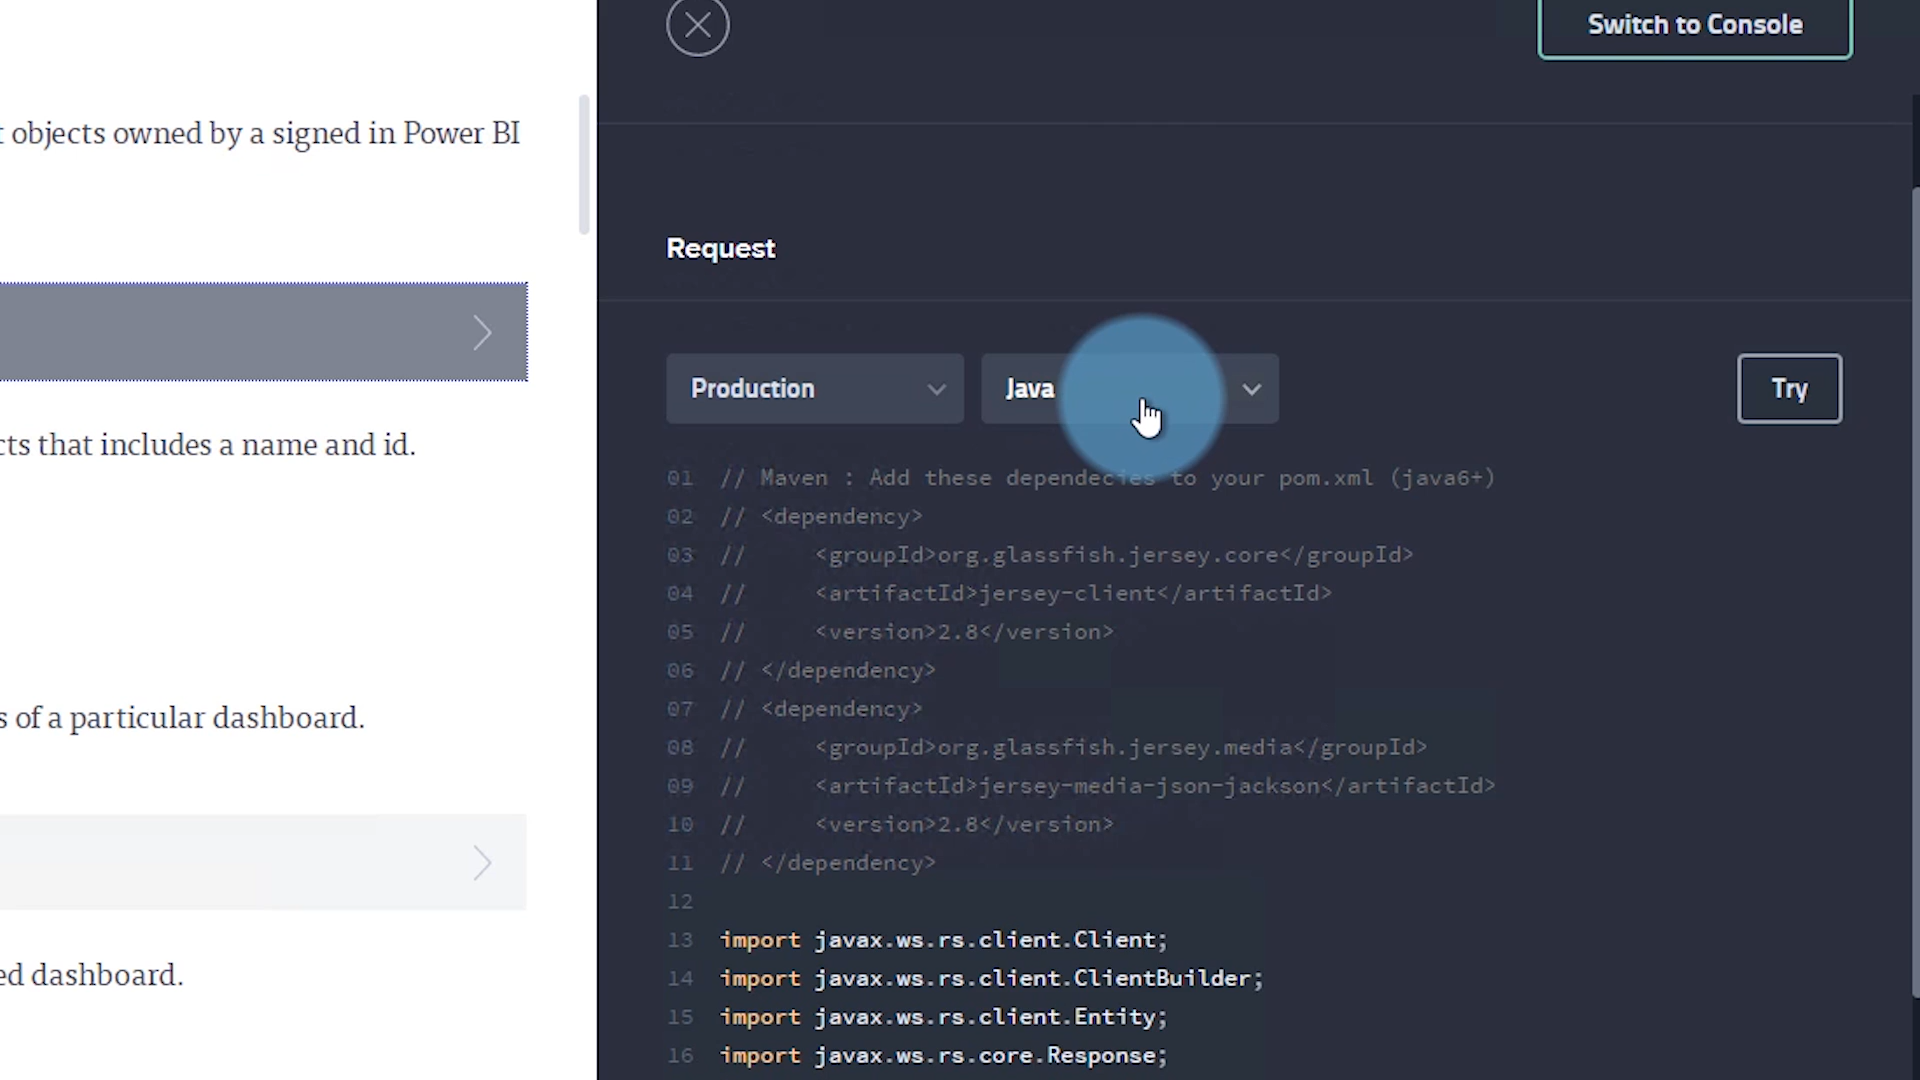 objects owned by a signed in Power BI
cts that includes a name and id.
s of a particular dashboard.
ed dashboard.
Switch to Console
Request
Production
Java
Try
01 // Maven : Add these dependecies to your pom.xml (java6+)
02 // <dependency>
03 // <groupId>org.glassfish.jersey.core</groupId>
04 // <artifactId>jersey-client</artifactId>
05 // <version>2.8</version>
06 // </dependency>
07 // <dependency>
08 // <groupId>org.glassfish.jersey.media</groupId>
09 // <artifactId>jersey-media-json-jackson</artifactId>
10 // <version>2.8</version>
11 // </dependency>
12
13 import javax.ws.rs.client.Client;
14 import javax.ws.rs.client.ClientBuilder;
15 import javax.ws.rs.client.Entity;
16 import javax.ws.rs.core.Response;